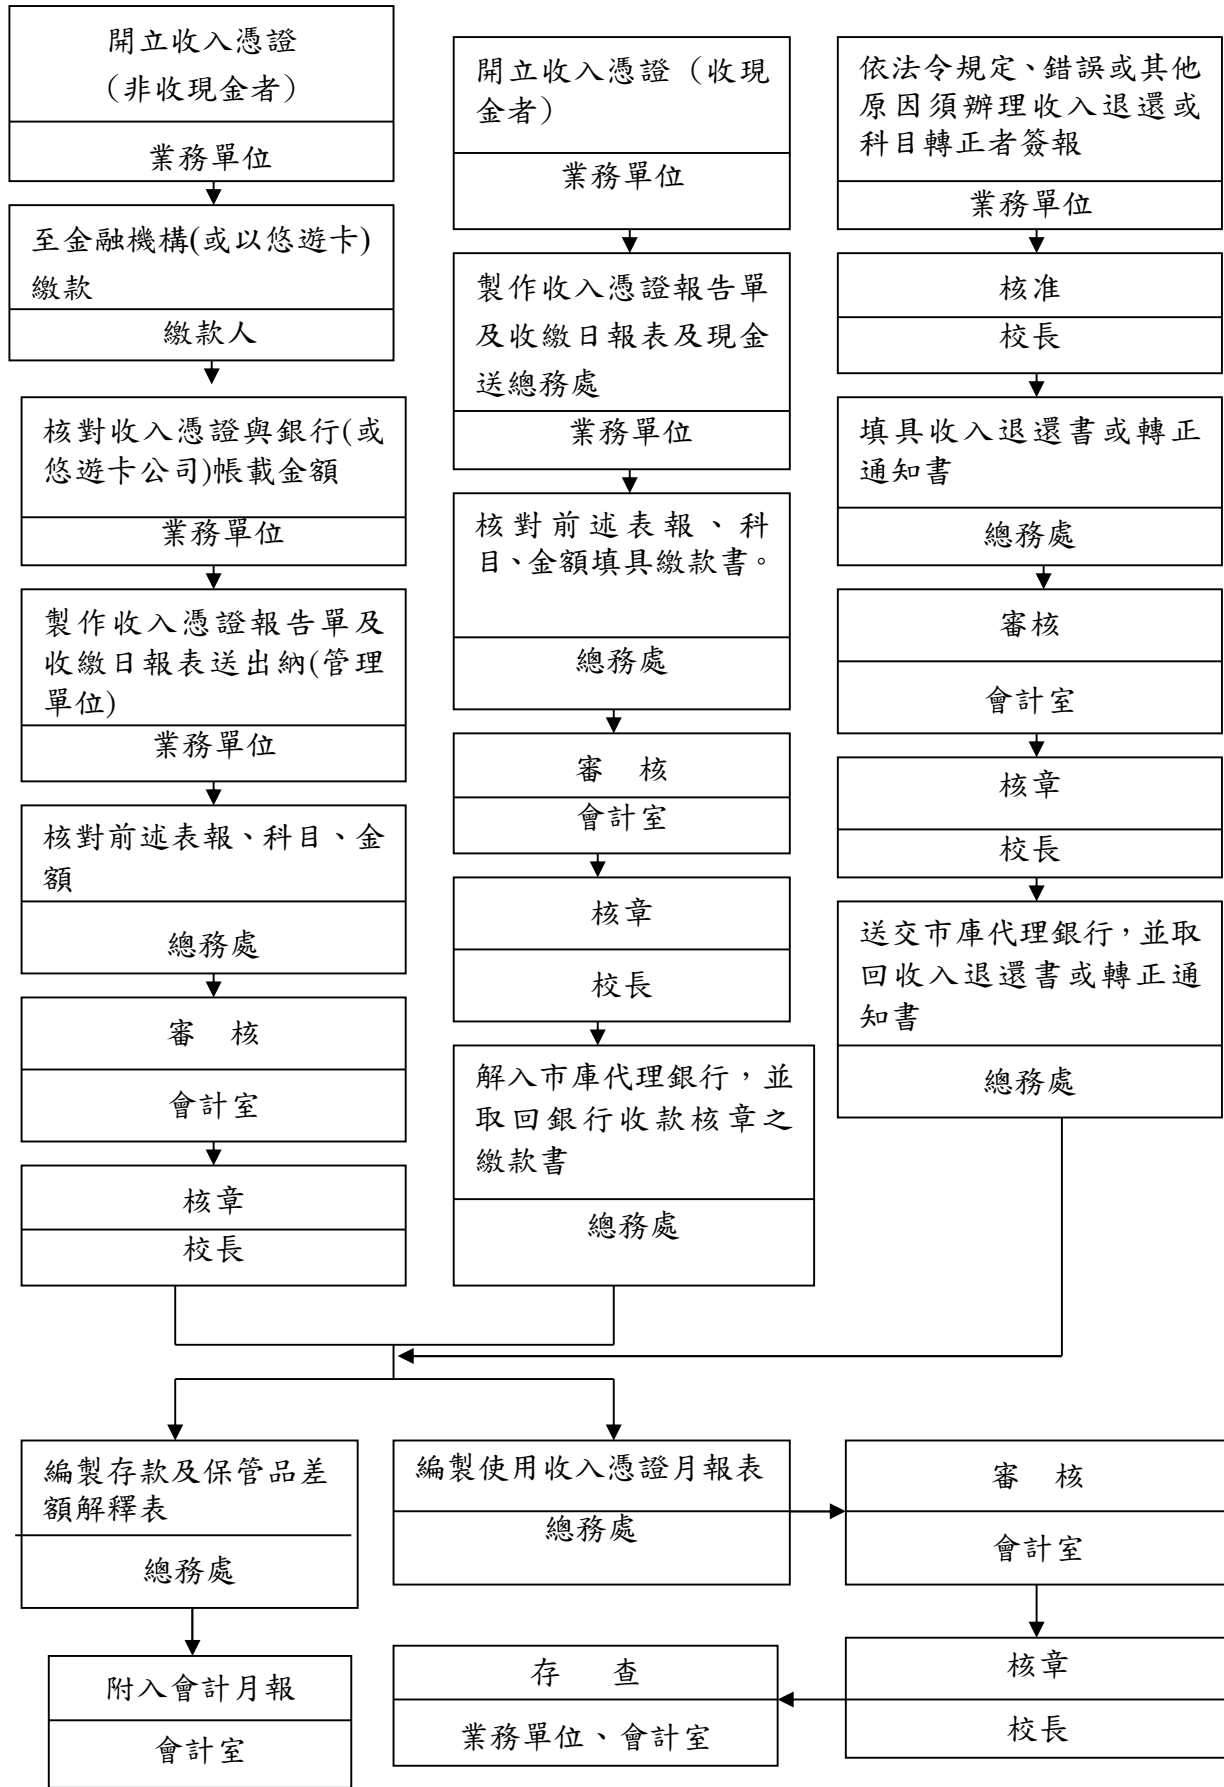 開立收入憑證
（非收現金者）
業務單位
至金融機構(或以悠遊卡)
繳款
繳款人
核對收入憑證與銀行(或
悠遊卡公司)帳載金額
業務單位
製作收入憑證報告單及
收繳日報表送出納(管理
單位)
業務單位
核對前述表報、科目、金
額
總務處
審　核
會計室
核章
校長
開立收入憑證（收現
金者）
業務單位
製作收入憑證報告單
及收繳日報表及現金
送總務處
業務單位
核對前述表報、科
目、金額填具繳款書。
總務處
審　核
會計室
核章
校長
解入市庫代理銀行，並
取回銀行收款核章之
繳款書
總務處
依法令規定、錯誤或其他
原因須辦理收入退還或
科目轉正者簽報
業務單位
核准
校長
填具收入退還書或轉正
通知書
總務處
審核
會計室
核章
校長
送交市庫代理銀行，並取
回收入退還書或轉正通
知書
總務處
編製存款及保管品差
額解釋表
總務處
附入會計月報
會計室
編製使用收入憑證月報表
總務處
審　核
會計室
核章
校長
存　查
業務單位、會計室